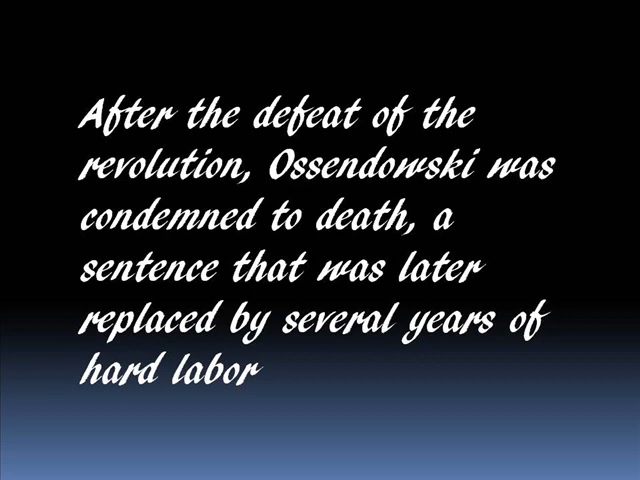 After the defeat of the
revolution, Ossendowski was
condemned to death, a
sentence that was later
replaced by several years of
hard labor